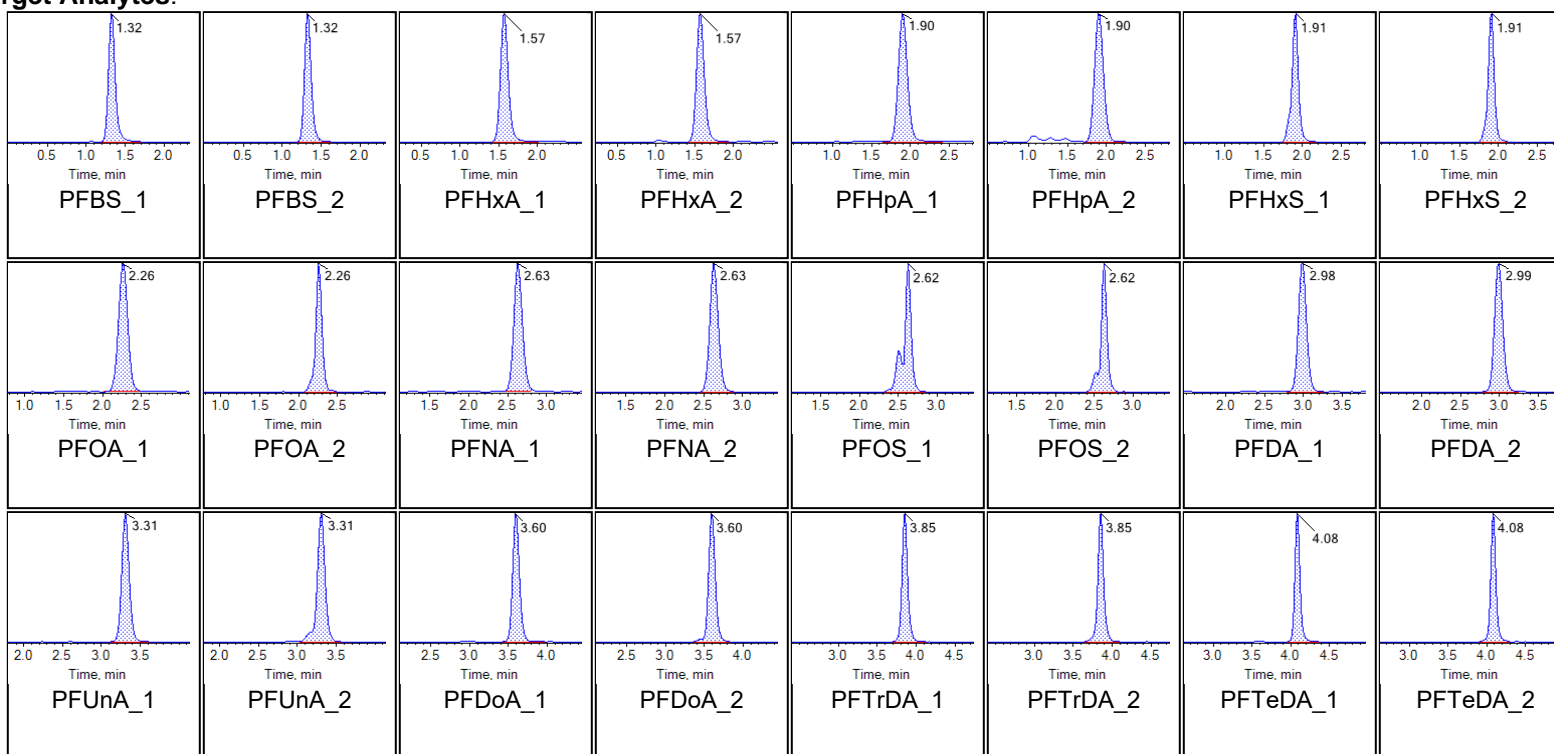 rget Analytes:
1.32 1.32 1.57 1.57 1.90 1.90 1.91 1.91
0.5 1.0 1.5 2.0 0.5 1.0 1.5 2.0 0.5 1.0 1.5 2.0 0.5 1.0 1.5 2.0 1.0 1.5 2.0 2.5 1.0 1.5 2.0 2.5 1.0 1.5 2.0 2.5 1.0 1.5 2.0 2.5
Time, min Time, min Time, min Time, min Time, min Time, min Time, min Time, min
PFBS_1 PFBS_2 PFHxA_1 PFHxA_2 PFHpA_1 PFHpA_2 PFHxS_1 PFHxS_2
2.26 2.26 2.63 2.63 2.62 2.62 2.98 2.99
1.0 1.5 2.0 2.5 1.0 1.5 2.0 2.5 1.5 2.0 2.5 3.0 1.5 2.0 2.5 3.0 1.5 2.0 2.5 3.0 1.5 2.0 2.5 3.0 2.0 2.5 3.0 3.5 2.0 2.5 3.0 3.5
Time, min Time, min Time, min Time, min Time, min Time, min Time, min Time, min
PFOA_1 PFOA_2 PFNA_1 PFNA_2 PFOS_1 PFOS_2 PFDA_1 PFDA_2
3.31 3.31 3.60 3.60 3.85 3.85 4.08 4.08
2.0 2.5 3.0 3.5 2.0 2.5 3.0 3.5 2.5 3.0 3.5 4.0 2.5 3.0 3.5 4.0 3.0 3.5 4.0 4.5 3.0 3.5 4.0 4.5 3.0 3.5 4.0 4.5 3.0 3.5 4.0 4.5
Time, min Time, min Time, min Time, min Time, min Time, min Time, min Time, min
PFUnA_1 PFUnA_2 PFDoA_1 PFDoA_2 PFTrDA_1 PFTrDA_2 PFTeDA_1 PFTeDA_2